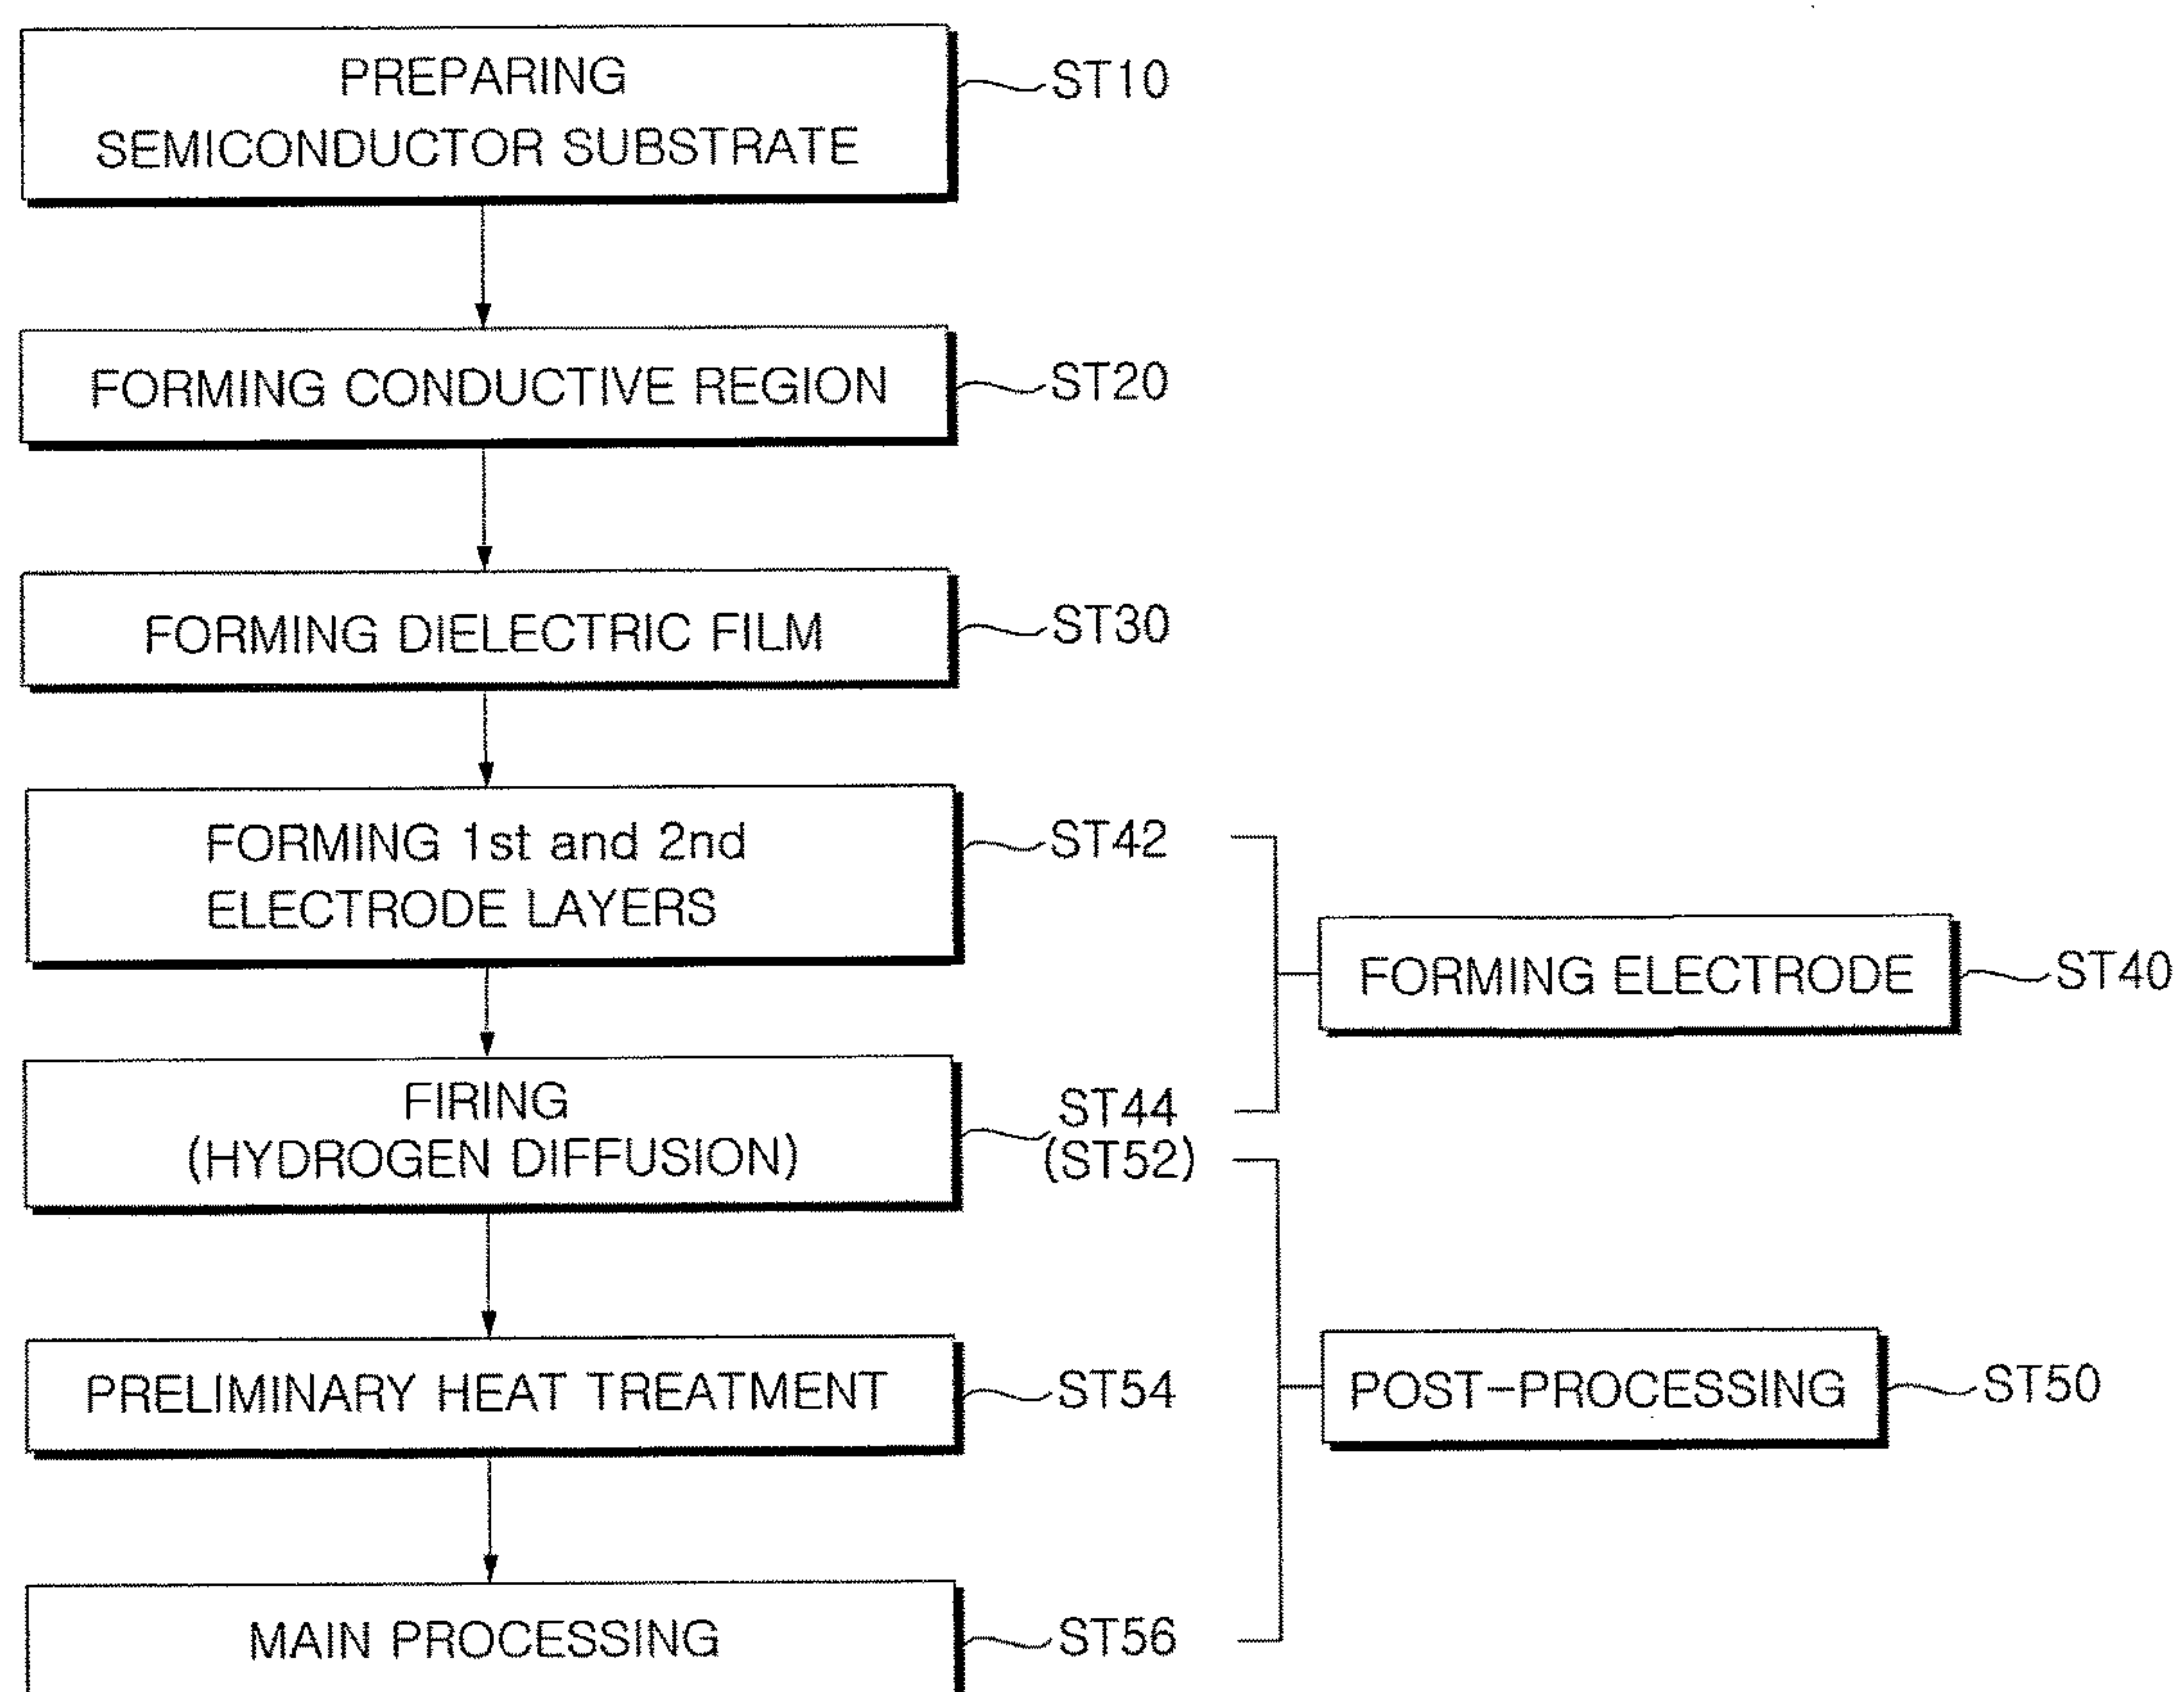 PREPARING
SEMICONDUCTOR SUBSTRATE
ST10
FORMING CONDUCTIVE REGION
ST20
FORMING DIELECTRIC FILM
ST30
FORMING 1st and 2nd
ELECTRODE LAYERS
ST42
FORMING ELECTRODE
ST40
FIRING
(HYDROGEN DIFFUSION)
ST44
(ST52)
PRELIMINARY HEAT TREATMENT
ST54
POST-PROCESSING
ST50
MAIN PROCESSING
ST56